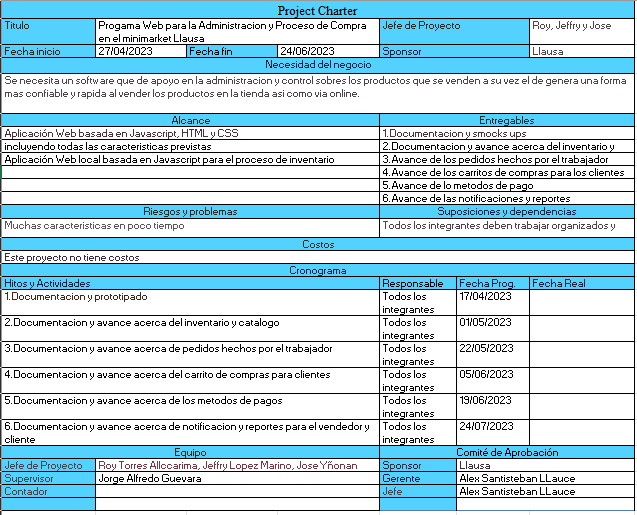 Project Charter
Titulo Progama Web para la Administracion y Proceso de Compra en el minimarket Llausa Jefe de Proyecto Roy, Jeffry y Jose
Fecha inicio 27/04/2023 Fecha fin 24/06/2023 Sponsor Llausa
Necesidad del negocio
Se necesita un software que de apoyo en la administracion y control sobres los productos que se venden a su vez el de genera una forma
mas confiable y rapida al vender los productos en la tienda asi como via online.
Alcance Entregables
Aplicación Web basada en Javascript, HTML y CSS 1.Documentacion y smocks ups
incluyendo todas las caracteristicas previstas 2.Documentacion y avance acerca del inventario y
Aplicación Web local basada en Javascript para el proceso de inventario 3.Avance de los pedidos hechos por el trabajador
4.Avance de los carritos de compras para los clientes
5.Avance de lo metodos de pago
6.Avance de las notificaciones y reportes
Riesgos y problemas Suposiciones y dependencias
Muchas caracteristicas en poco tiempo Todos los integrantes deben trabajar organizados y
Costos
Este proyecto no tiene costos
Cronograma
Hitos y Actividades Responsable Fecha Prog. Fecha Real
1.Documentacion y prototipado Todos los integrantes 17/04/2023
2.Documentacion y avance acerca del inventario y catalogo Todos los integrantes 01/05/2023
3.Documentacion y avance acerca de pedidos hechos por el trabajador Todos los integrantes 22/05/2023
4.Documentacion y avance acerca del carrito de compras para clientes Todos los integrantes 05/06/2023
5.Documentacion y avance acerca de los metodos de pagos Todos los integrantes 19/06/2023
6.Documentacion y avance acerca de notificacion y reportes para el vendedor y cliente Todos los integrantes 24/07/2023
Equipo Comité de Aprobación
Jefe de Proyecto Roy Torres Allccarima, Jeffry Lopez Marino, Jose Yñonan Sponsor Llausa
Supervisor Jorge Alfredo Guevara Gerente Alex Santisteban LLauce
Contador Jefe Alex Santisteban LLauce